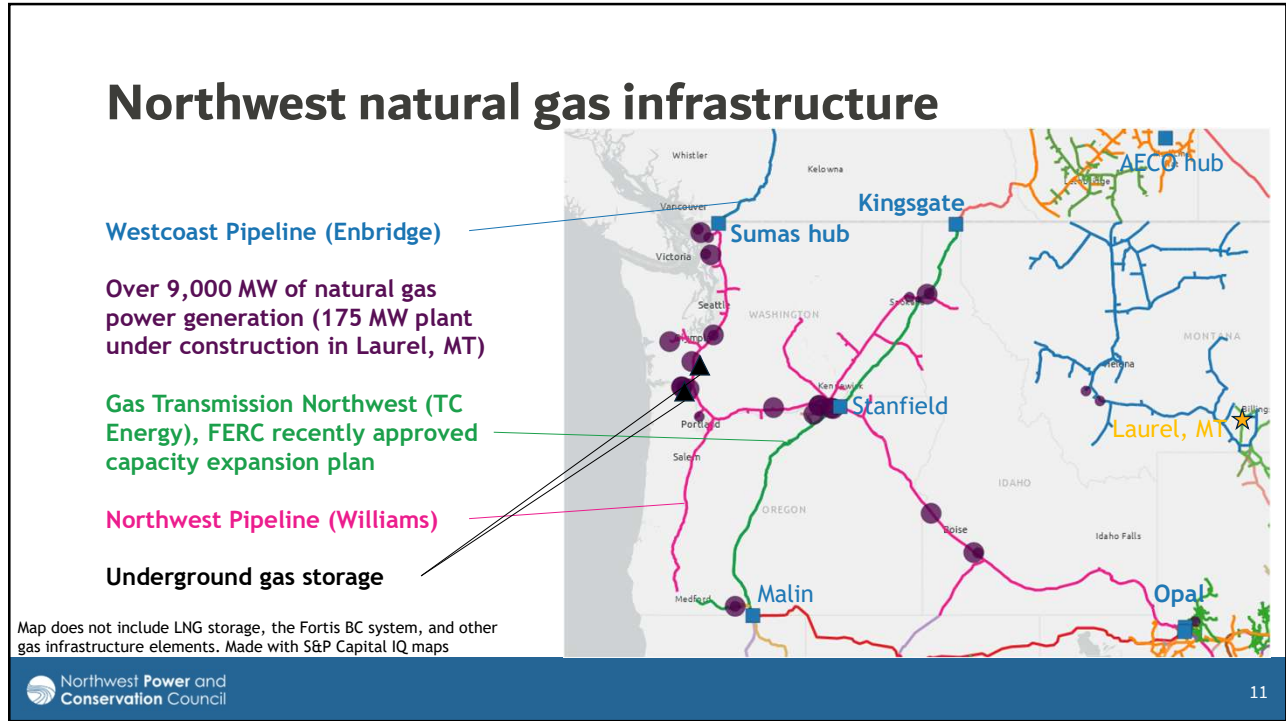 Northwest natural gas infrastructure
Westcoast Pipeline (Enbridge)
Over 9,000 MW of natural gas
power generation (175 MW plant
under construction in Laurel, MT)
Gas Transmission Northwest (TC
Energy), FERC recently approved
capacity expansion plan
Northwest Pipeline (Williams)
Underground gas storage
Map does not include LNG storage, the Fortis BC system, and other
gas infrastructure elements. Made with S&P Capital IQ maps
Whistler
Kelowna
AECO hub
Vancouver
Kingsgate
Sumas hub
Victoria
Seattle
WASHINGTON
MONTANA
Helena
Kennewick
Stanfield
Portland
Laurel, MT
Salem
IDAHO
OREGON
Boise
Idaho Falls
Medford
Malin
Opal
Northwest Power and
Conservation Council
11